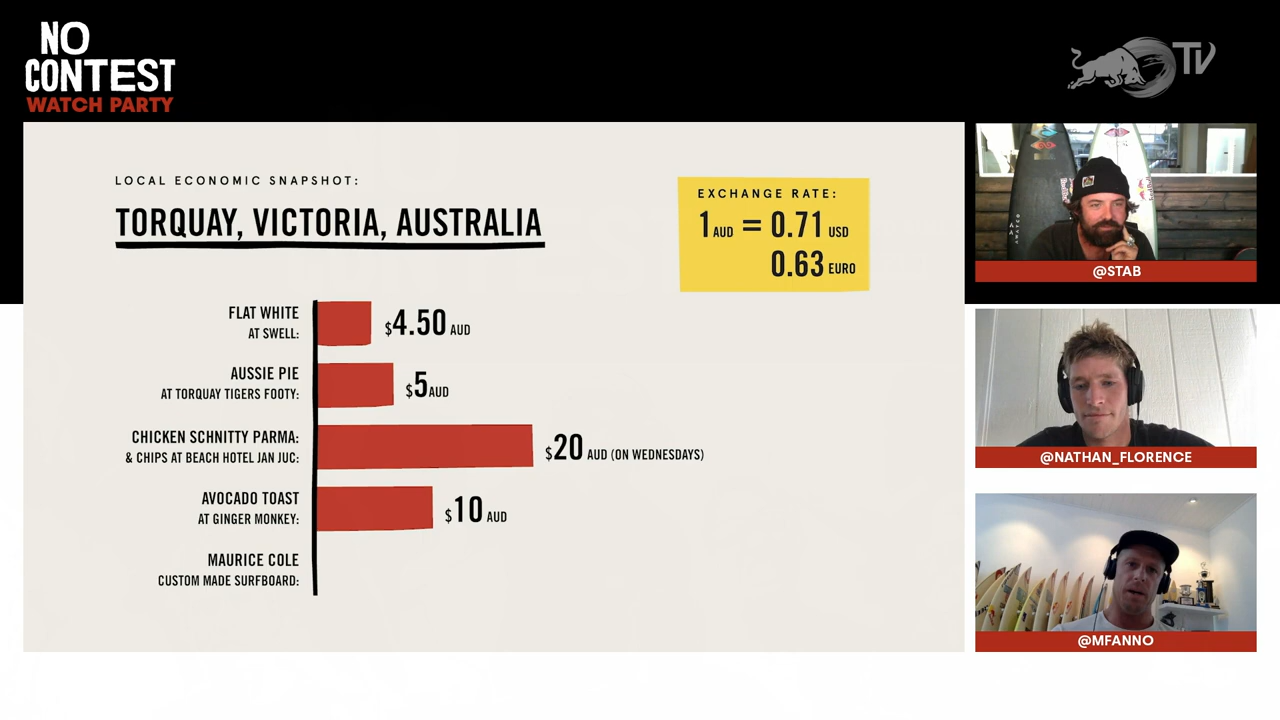 NO
CONTEST
WATCH PARTY
TV
LOCAL ECONOMIC SNAPSHOT:
TORQUAY, VICTORIA, AUSTRALIA
EXCHANGE RATE:
1 AUD = 0.71 USD
0.63 EURO
FLAT WHITE
AT SWELL:
$4.50 AUD
AUSSIE PIE
AT TORQUAY TIGERS FOOTY:
$5 AUD
CHICKEN SCHNITTY PARMA:
& CHIPS AT BEACH HOTEL JAN JUC:
$20 AUD (ON WEDNESDAYS)
AVOCADO TOAST
AT GINGER MONKEY:
$10 AUD
MAURICE COLE
CUSTOM MADE SURFBOARD:
@STAB
@NATHAN_FLORENCE
@MFANNO